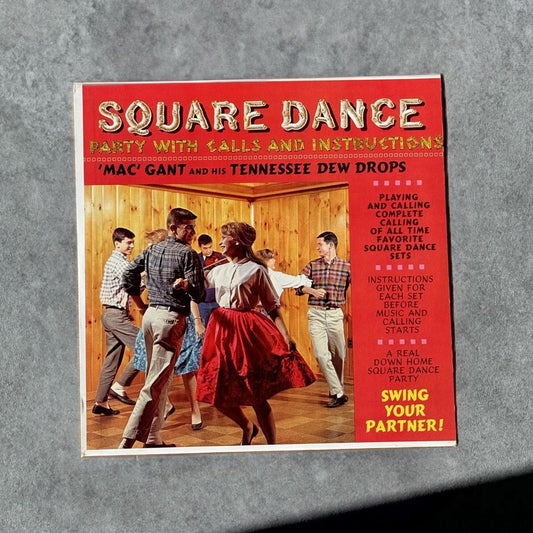 SQUARE DANCE
PARTY WITH CALLS AND INSTRUCTIONS
'MAC' GANT AND HIS TENNESSEE DEW DROPS
PLAYING
AND CALLING
COMPLETE
CALLING
OF ALL TIME
FAVORITE
SQUARE DANCE
SETS
INSTRUCTIONS
GIVEN FOR
EACH SET
BEFORE
MUSIC AND
CALLING
STARTS
A REAL
DOWN HOME
SQUARE DANCE
PARTY
SWING
YOUR
PARTNER!